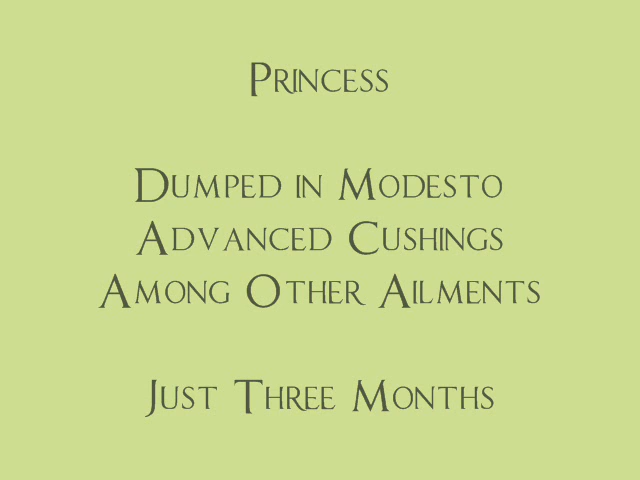 Princess
Dumped in Modesto
Advanced Cushings
Among Other Ailments
Just Three Months